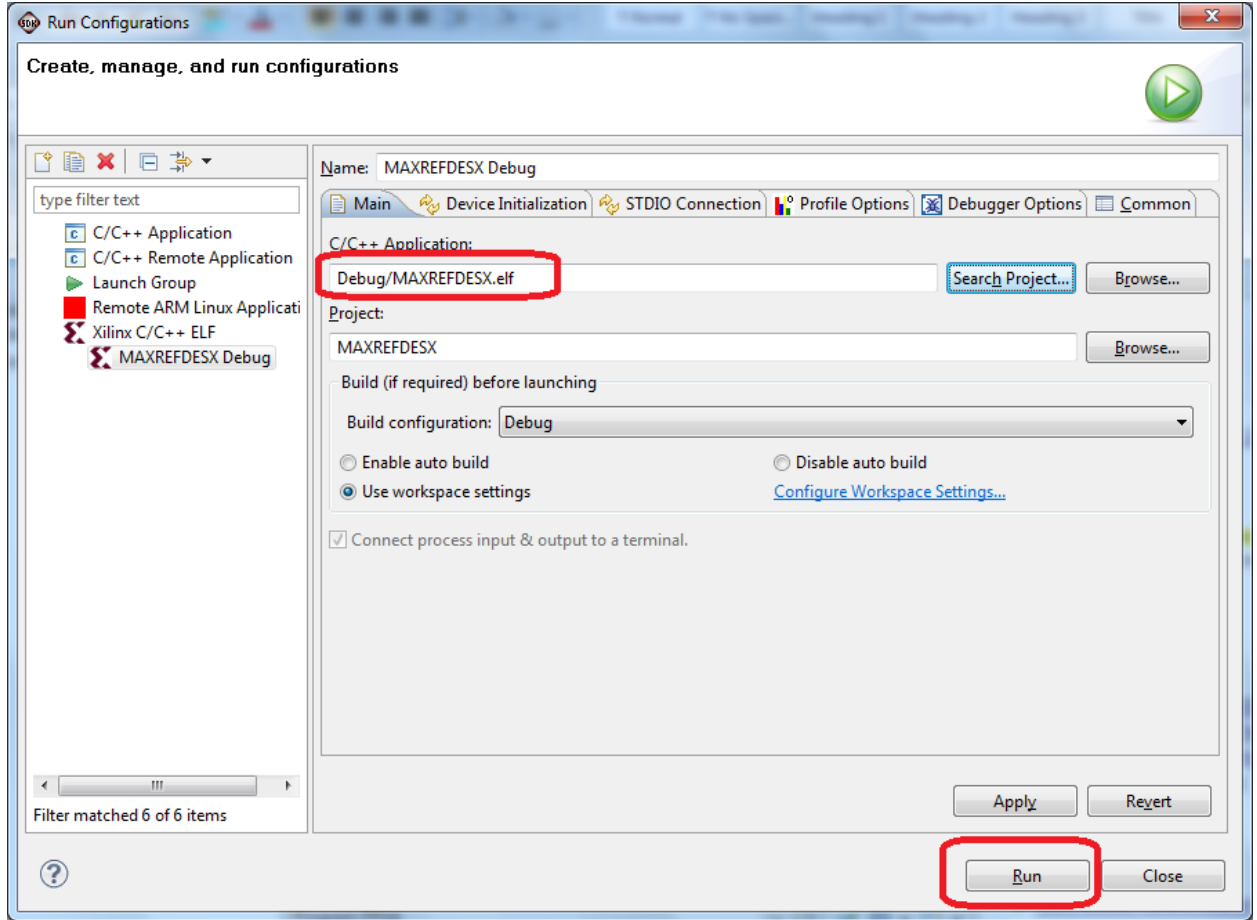 SDK Run Configurations
Create, manage, and run configurations
type filter text
C/C++ Application
C/C++ Remote Application
Launch Group
Remote ARM Linux Applicati
Xilinx C/C++ ELF
MAXREFDESX Debug
Filter matched 6 of 6 items
Name: MAXREFDESX Debug
Main Device Initialization STDIO Connection Profile Options Debugger Options Common
C/C++ Application:
Debug/MAXREFDESX.elf Search Project... Browse...
Project:
MAXREFDESX Browse...
Build (if required) before launching
Build configuration: Debug
Enable auto build Disable auto build
Use workspace settings Configure Workspace Settings...
Connect process input & output to a terminal.
Apply Revert
? Run Close